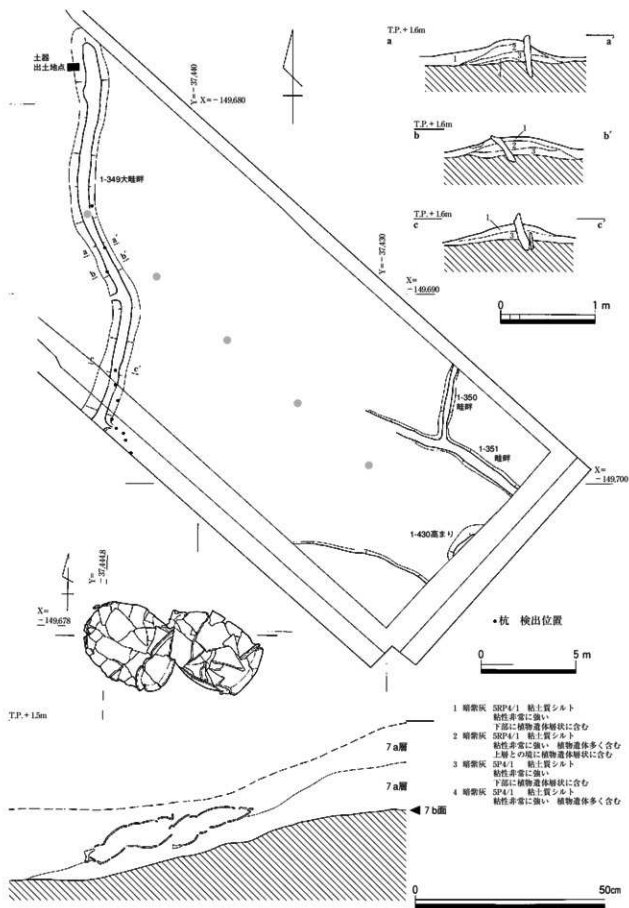 土器
出土地点
Y=－37,440
X=－149,680
1-349大畦畔
a
a'
b
b'
c
c'
Y=－37,430
X=
－149,690
1-350
畦畔
1-351
畦畔
X=
－149,700
1-430高まり
T.P.＋1.6m
a
a'
1
2
3
4
T.P.＋1.6m
b
b'
1
2
3
T.P.＋1.6m
c
c'
1
3
0
1 m
•杭 検出位置
0
5 m
Y=
－37,444.8
X=
－149,678
T.P.＋1.5m
7a層
7a層
◀7b面
1 暗紫灰 5RP4/1 粘土質シルト
粘性非常に強い
下部に植物遺体層状に含む
2 暗紫灰 5RP4/1 粘土質シルト
粘性非常に強い 植物遺体多く含む
上層との境に植物遺体層状に含む
3 暗紫灰 5P4/1 粘土質シルト
粘性非常に強い
下部に植物遺体層状に含む
4 暗紫灰 5P4/1 粘土質シルト
粘性非常に強い 植物遺体多く含む
0
50cm